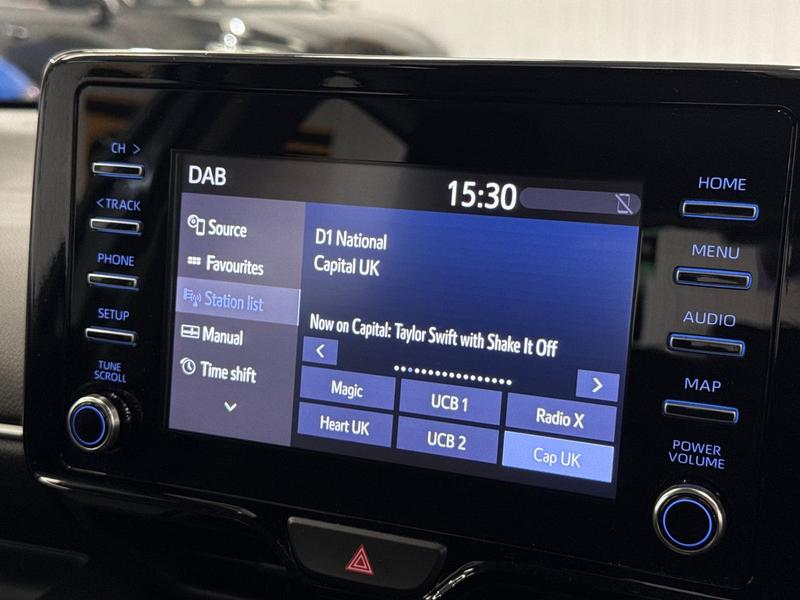 CH >
< TRACK
PHONE
SETUP
TUNE
SCROLL
DAB
15:30
Source
Favourites
Station list
Manual
Time shift
D1 National
Capital UK
Now on Capital: Taylor Swift with Shake It Off
Magic
UCB 1
Radio X
Heart UK
UCB 2
Cap UK
HOME
MENU
AUDIO
MAP
POWER
VOLUME